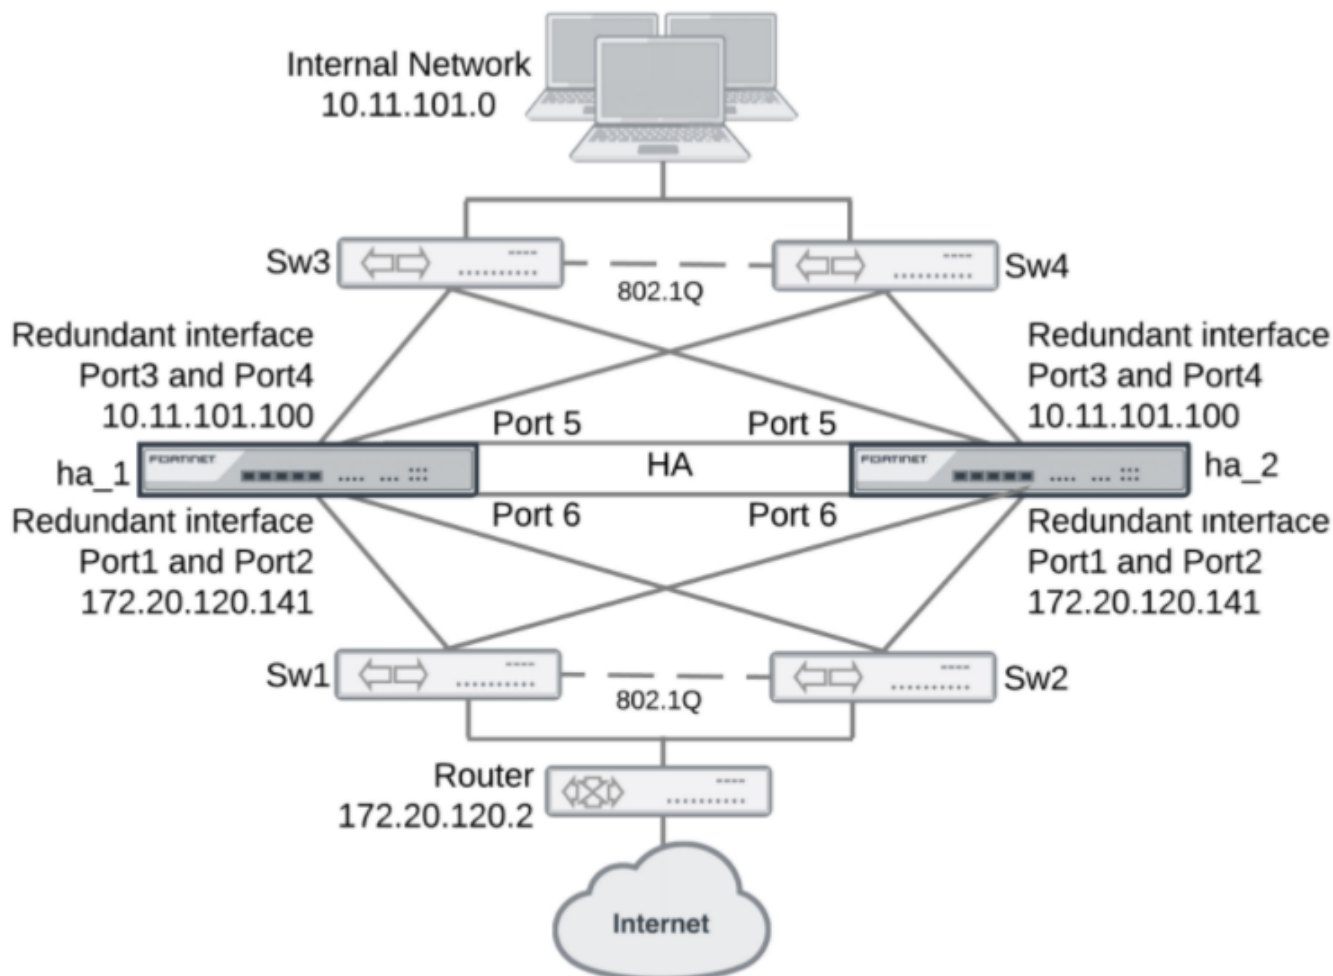 Internal Network
10.11.101.0
Sw3
802.1Q
Sw4
Redundant interface
Port3 and Port4
10.11.101.100
Redundant interface
Port3 and Port4
10.11.101.100
Port 5
Port 5
ha_1
FORTINET
HA
FORTINET
ha_2
Port 6
Port 6
Redundant interface
Port1 and Port2
172.20.120.141
Redundant interface
Port1 and Port2
172.20.120.141
Sw1
802.1Q
Sw2
Router
172.20.120.2
Internet